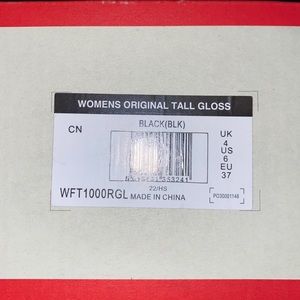 WOMENS ORIGINAL TALL GLOSS
CN
BLACK(BLK)
UK
4
US
6
EU
37
22/HS
WFT1000RGL
MADE IN CHINA